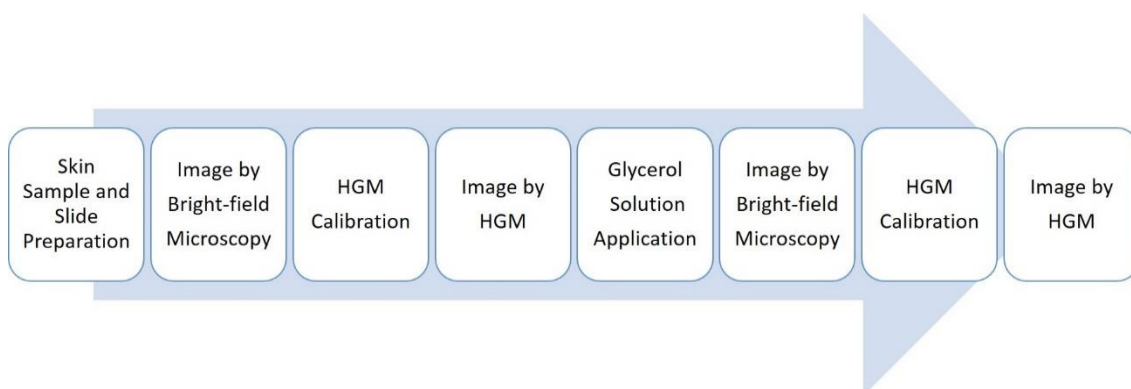 Skin
Sample and
Slide
Preparation
Image by
Bright-field
Microscopy
HGM
Calibration
Image by
HGM
Glycerol
Solution
Application
Image by
Bright-field
Microscopy
HGM
Calibration
Image by
HGM